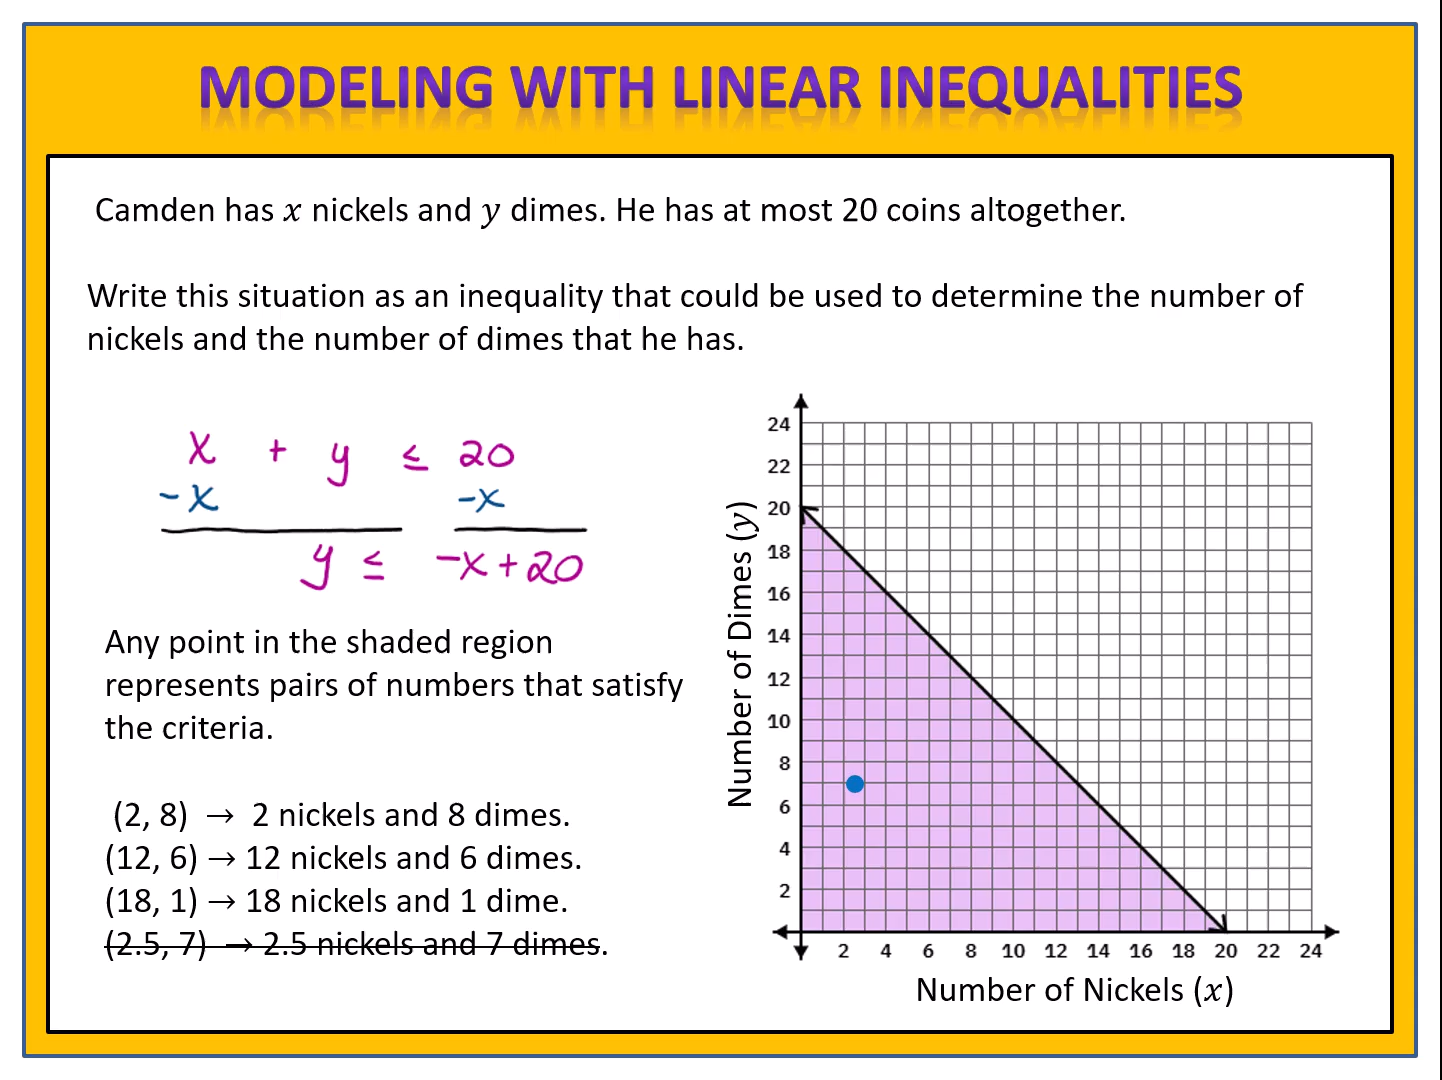 MODELING WITH LINEAR INEQUALITIES
Camden has x nickels and y dimes. He has at most 20 coins altogether.
Write this situation as an inequality that could be used to determine the number of
nickels and the number of dimes that he has.
x + y ≤ 20
-x -x
y ≤ -x+20
Any point in the shaded region
represents pairs of numbers that satisfy
the criteria.
(2, 8) → 2 nickels and 8 dimes.
(12, 6) → 12 nickels and 6 dimes.
(18, 1) → 18 nickels and 1 dime.
(2.5, 7) → 2.5 nickels and 7 dimes.
Number of Dimes (y)
24
22
20
18
16
14
12
10
8
6
4
2
2 4 6 8 10 12 14 16 18 20 22 24
Number of Nickels (x)